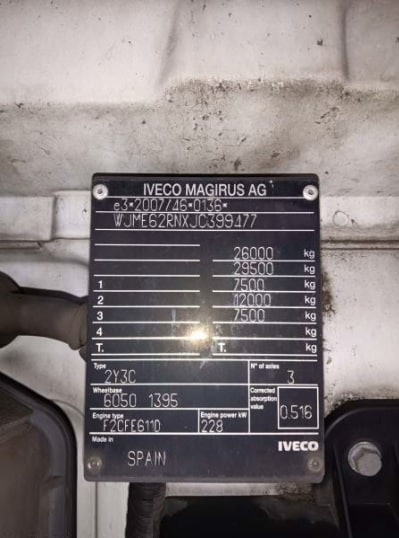 IVECO MAGIRUS AG
e3*2007/46*0136*
WJME62RNXJC399477
26000 kg
29500 kg
1 7500 kg
2 12000 kg
3 7500 kg
4 kg
T. T. kg
Type N° of axles
2Y3C 3
Wheelbase Corrected absorption value
6050 1395 0.516
Engine type Engine power kW
F2CFE611D 228
Made in IVECO
SPAIN